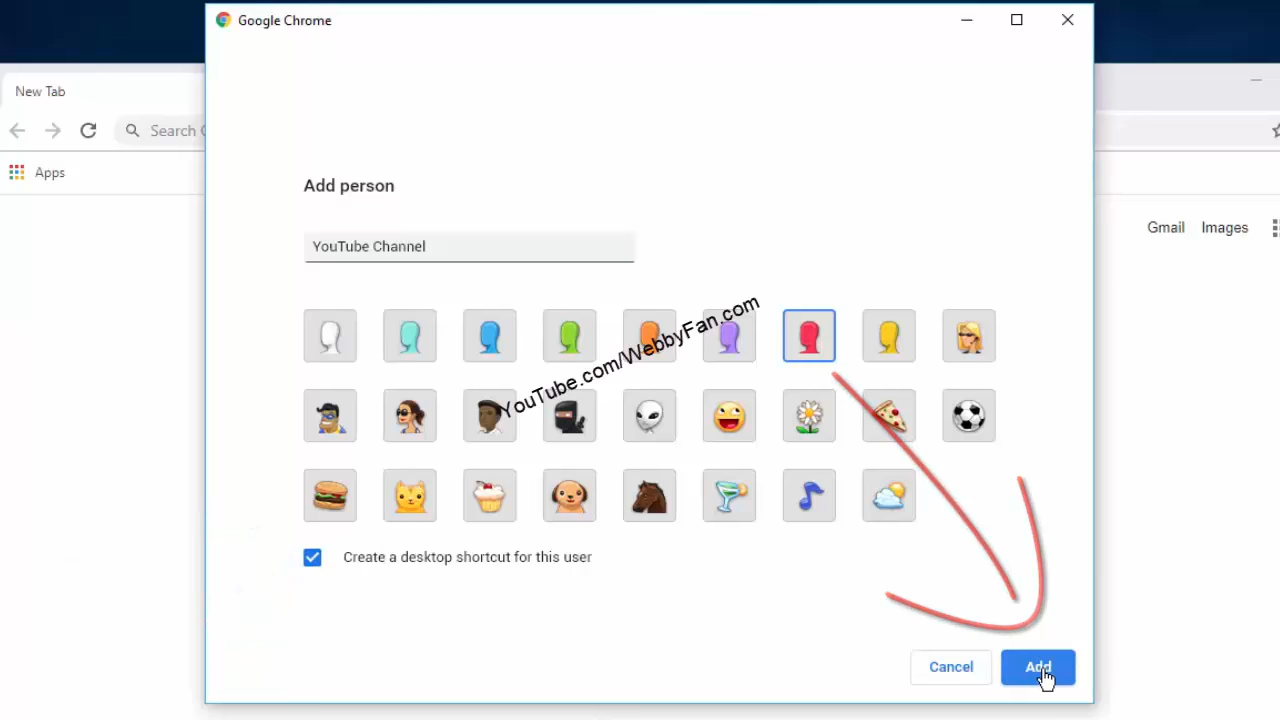 Google Chrome
New Tab
Search
Apps
Gmail Images
Add person
YouTube Channel
YouTube.com/WebbyFan.com
Create a desktop shortcut for this user
Cancel
Add